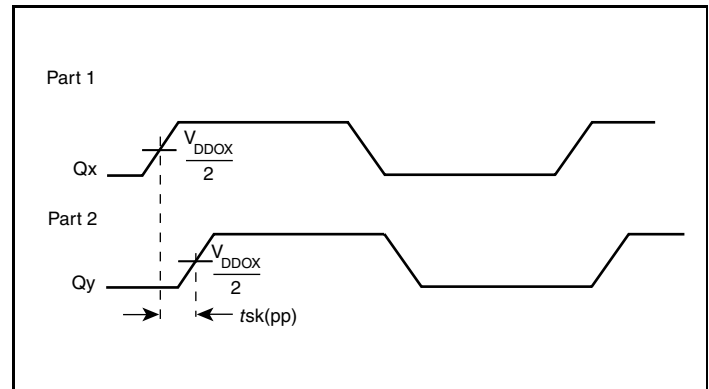 Part 1
Qx
VDDOX
2
Part 2
Qy
VDDOX
2
tsk(pp)